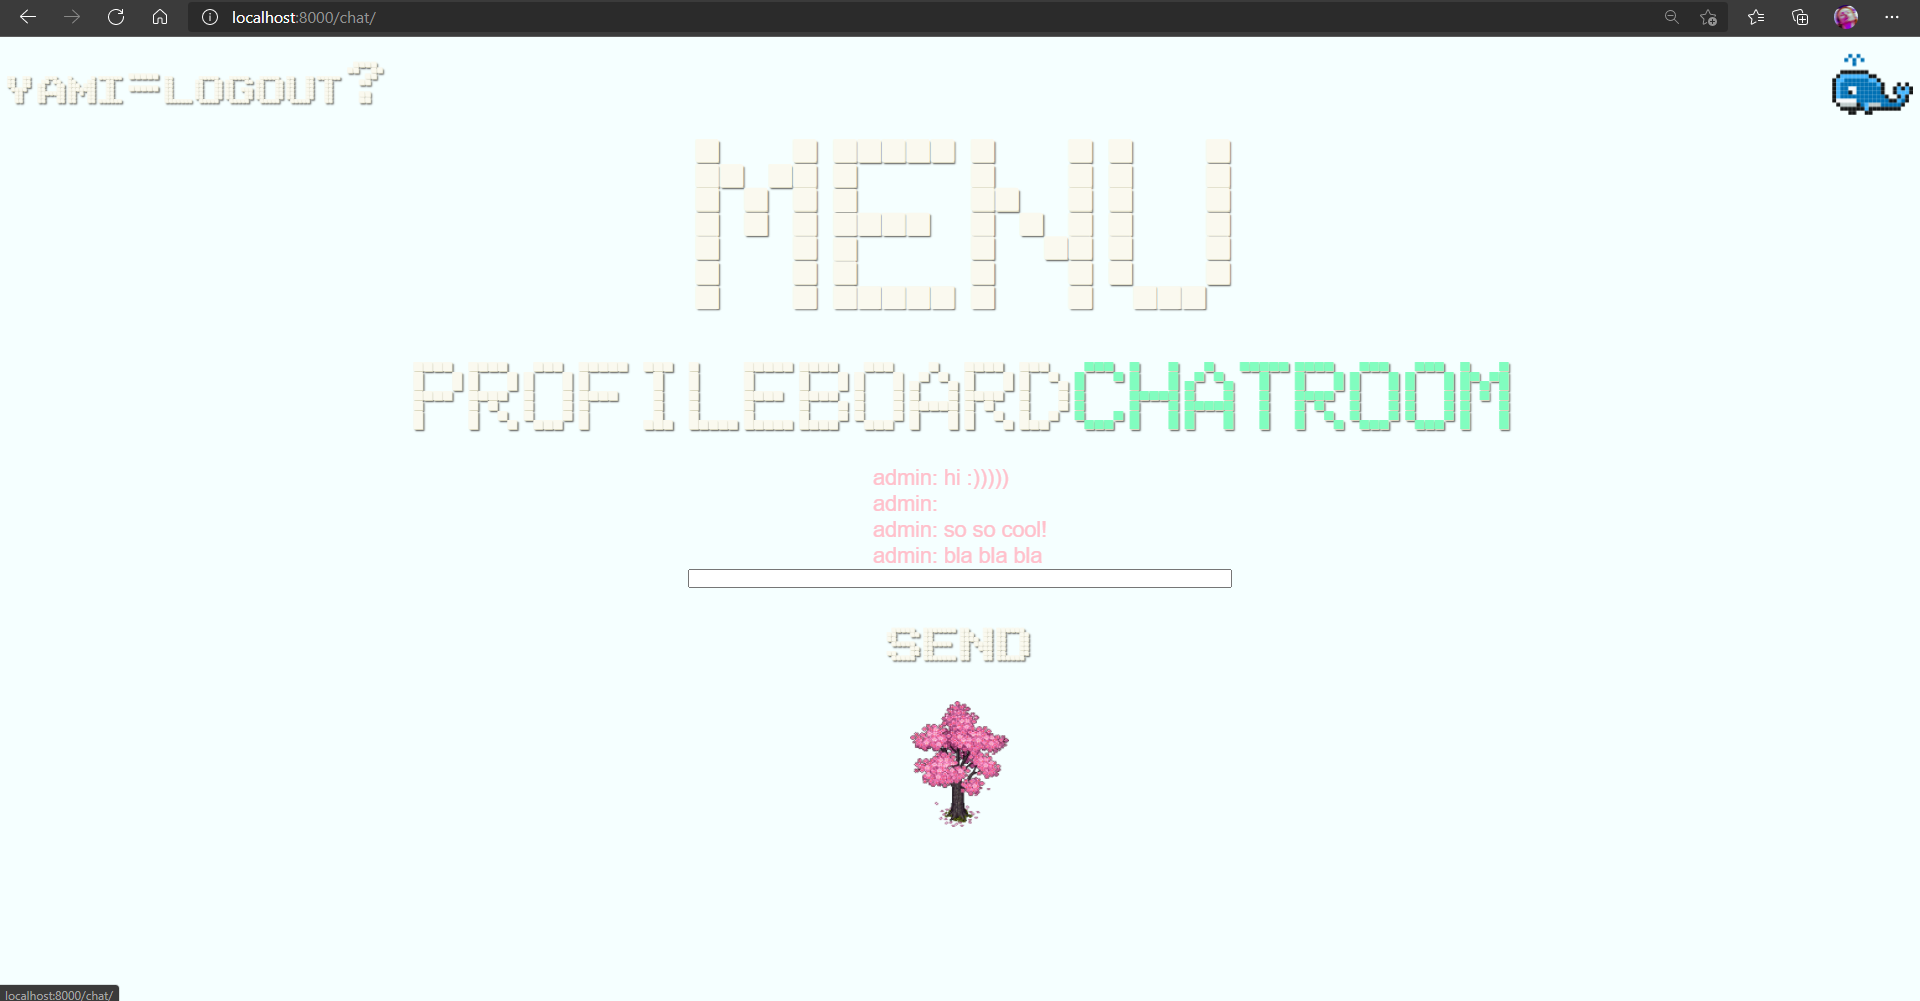 localhost:8000/chat/
YAMI=LOGOUT?
MENU
PROFILEBOARDCHATROOM
admin: hi :)))))
admin:
admin: so so cool!
admin: bla bla bla
SEND
localhost:8000/chat/